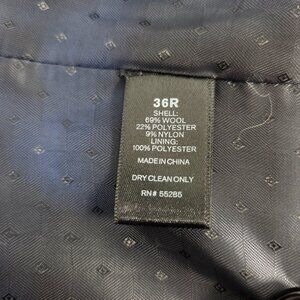 36R
SHELL:
69% WOOL
22% POLYESTER
9% NYLON
LINING:
100% POLYESTER
MADE IN CHINA
DRY CLEAN ONLY
RN# 55285